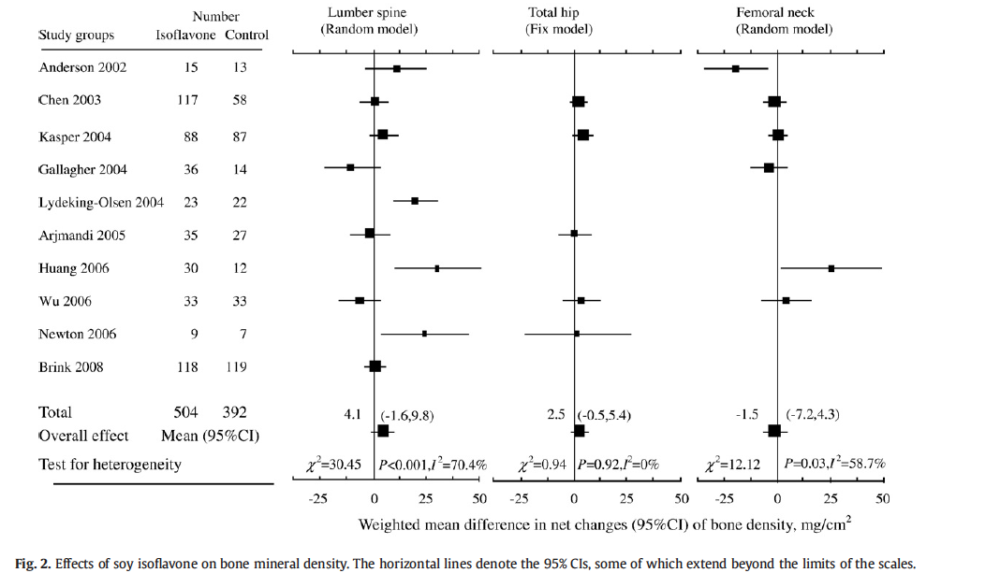 Number
Lumber spine Total hip Femoral neck
Study groups Isoflavone Control (Random model) (Fix model) (Random model)
Anderson 2002 15 13
Chen 2003 117 58
Kasper 2004 88 87
Gallagher 2004 36 14
Lydeking-Olsen 2004 23 22
Arjmandi 2005 35 27
Huang 2006 30 12
Wu 2006 33 33
Newton 2006 9 7
Brink 2008 118 119
Total 504 392 4.1 (-1.6,9.8) 2.5 (-0.5,5.4) -1.5 (-7.2,4.3)
Overall effect Mean (95%CI)
Test for heterogeneity χ²=30.45 P<0.001,I²=70.4% χ²=0.94 P=0.92,I²=0% χ²=12.12 P=0.03,I²=58.7%
-25 0 25 50 -25 0 25 50 -25 0 25 50
Weighted mean difference in net changes (95%CI) of bone density, mg/cm²
Fig. 2. Effects of soy isoflavone on bone mineral density. The horizontal lines denote the 95% CIs, some of which extend beyond the limits of the scales.